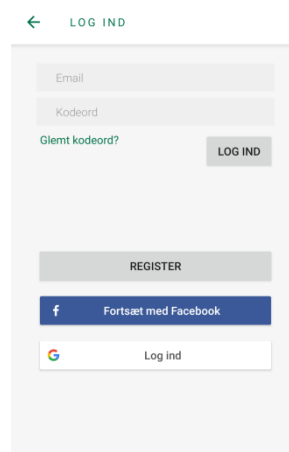 LOG IND
Email
Kodeord
Glemt kodeord?
LOG IND
REGISTER
f Fortsæt med Facebook
G Log ind